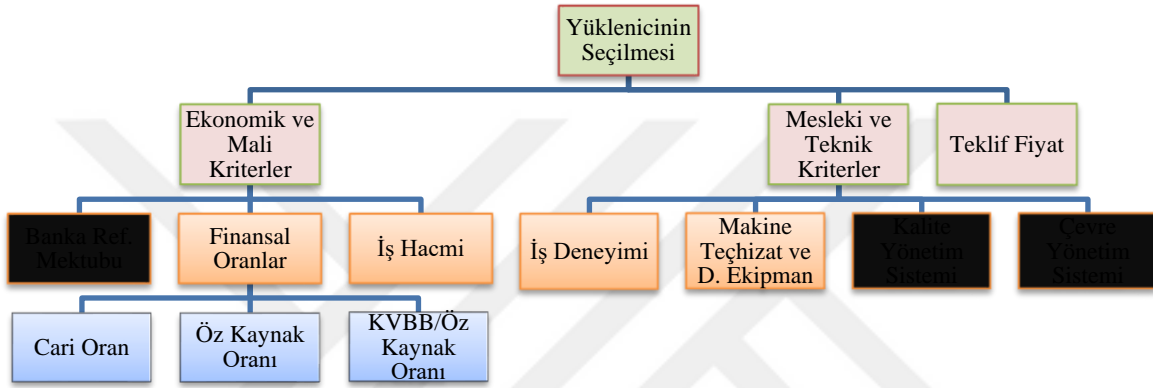 Yüklenicinin
Seçilmesi
Ekonomik ve
Mali
Kriterler
Mesleki ve
Teknik
Kriterler
Teklif Fiyat
Banka Ref.
Mektubu
Finansal
Oranlar
İş Hacmi
İş Deneyimi
Makine
Teçhizat ve
D. Ekipman
Kalite
Yönetim
Sistemi
Çevre
Yönetim
Sistemi
Cari Oran
Öz Kaynak
Oranı
KVBB/Öz
Kaynak
Oranı